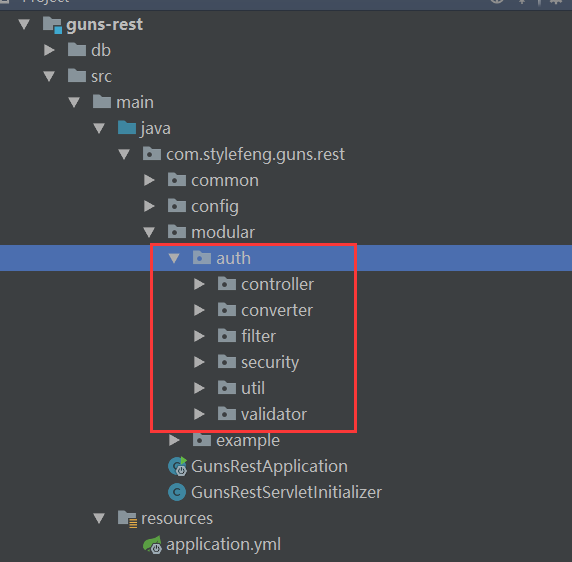 guns-rest
db
src
main
java
com.stylefeng.guns.rest
common
config
modular
auth
controller
converter
filter
security
util
validator
example
GunsRestApplication
GunsRestServletInitializer
resources
application.yml